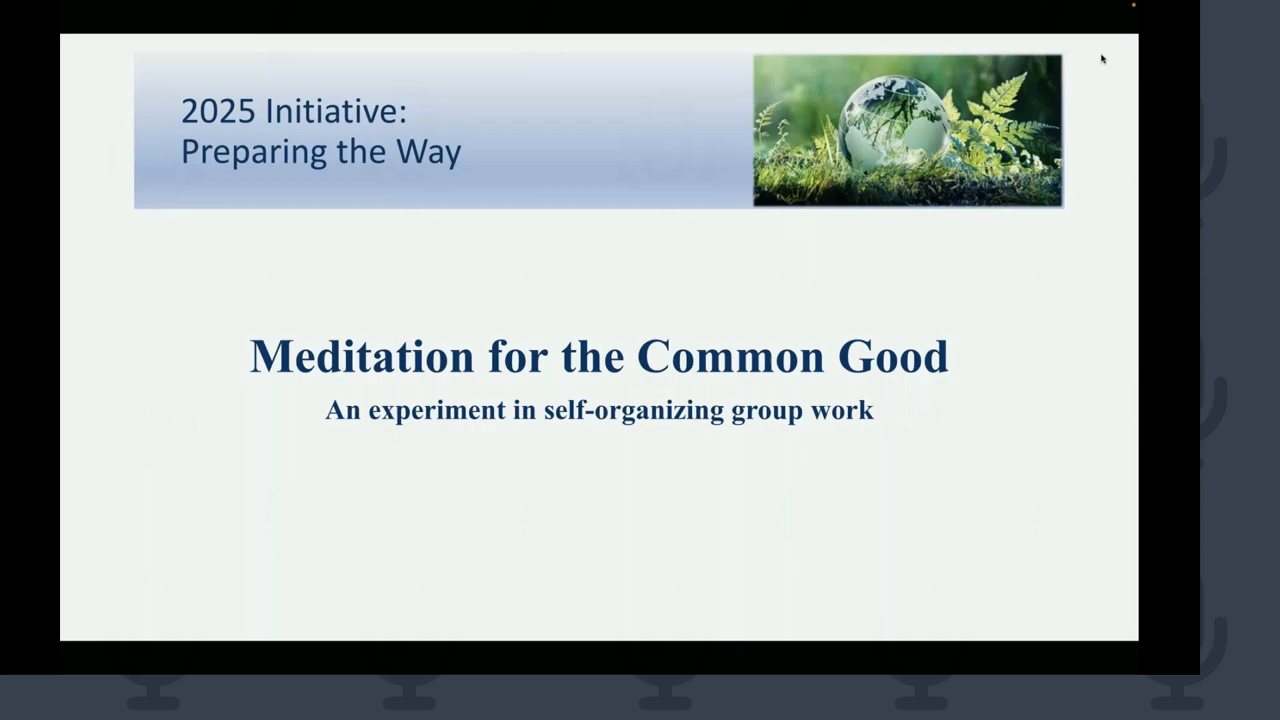 2025 Initiative:
Preparing the Way
Meditation for the Common Good
An experiment in self-organizing group work